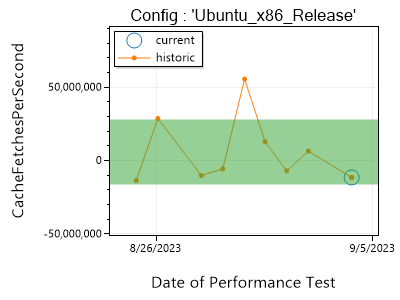 Config : 'Ubuntu_x86_Release'
current
historic
CacheFetchesPerSecond
50,000,000
0
-50,000,000
8/26/2023
9/5/2023
Date of Performance Test